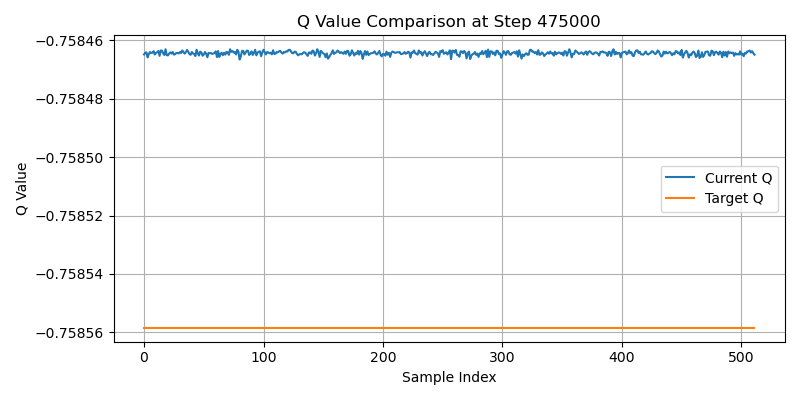 Q Value Comparison at Step 475000
Q Value
−0.75846
−0.75848
−0.75850
−0.75852
−0.75854
−0.75856
Current Q
Target Q
0
100
200
300
400
500
Sample Index